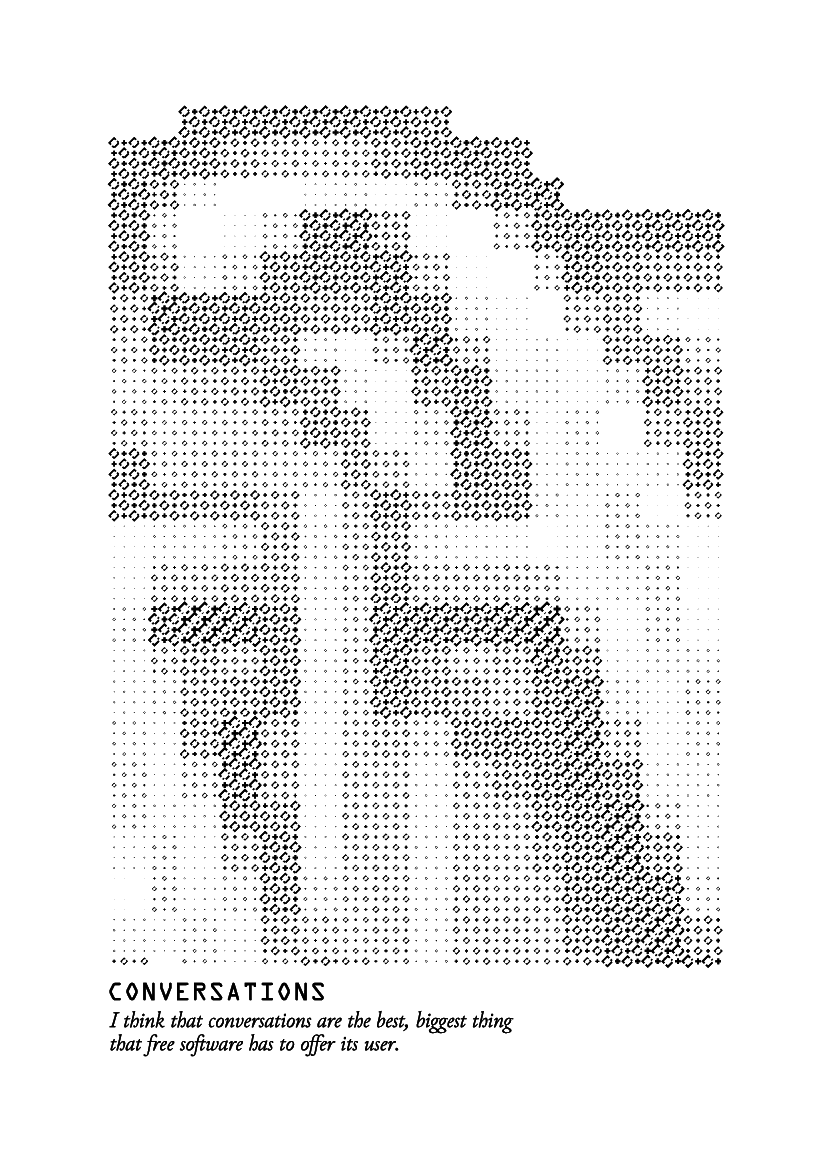 CONVERSATIONS
I think that conversations are the best, biggest thing
that free software has to offer its user.